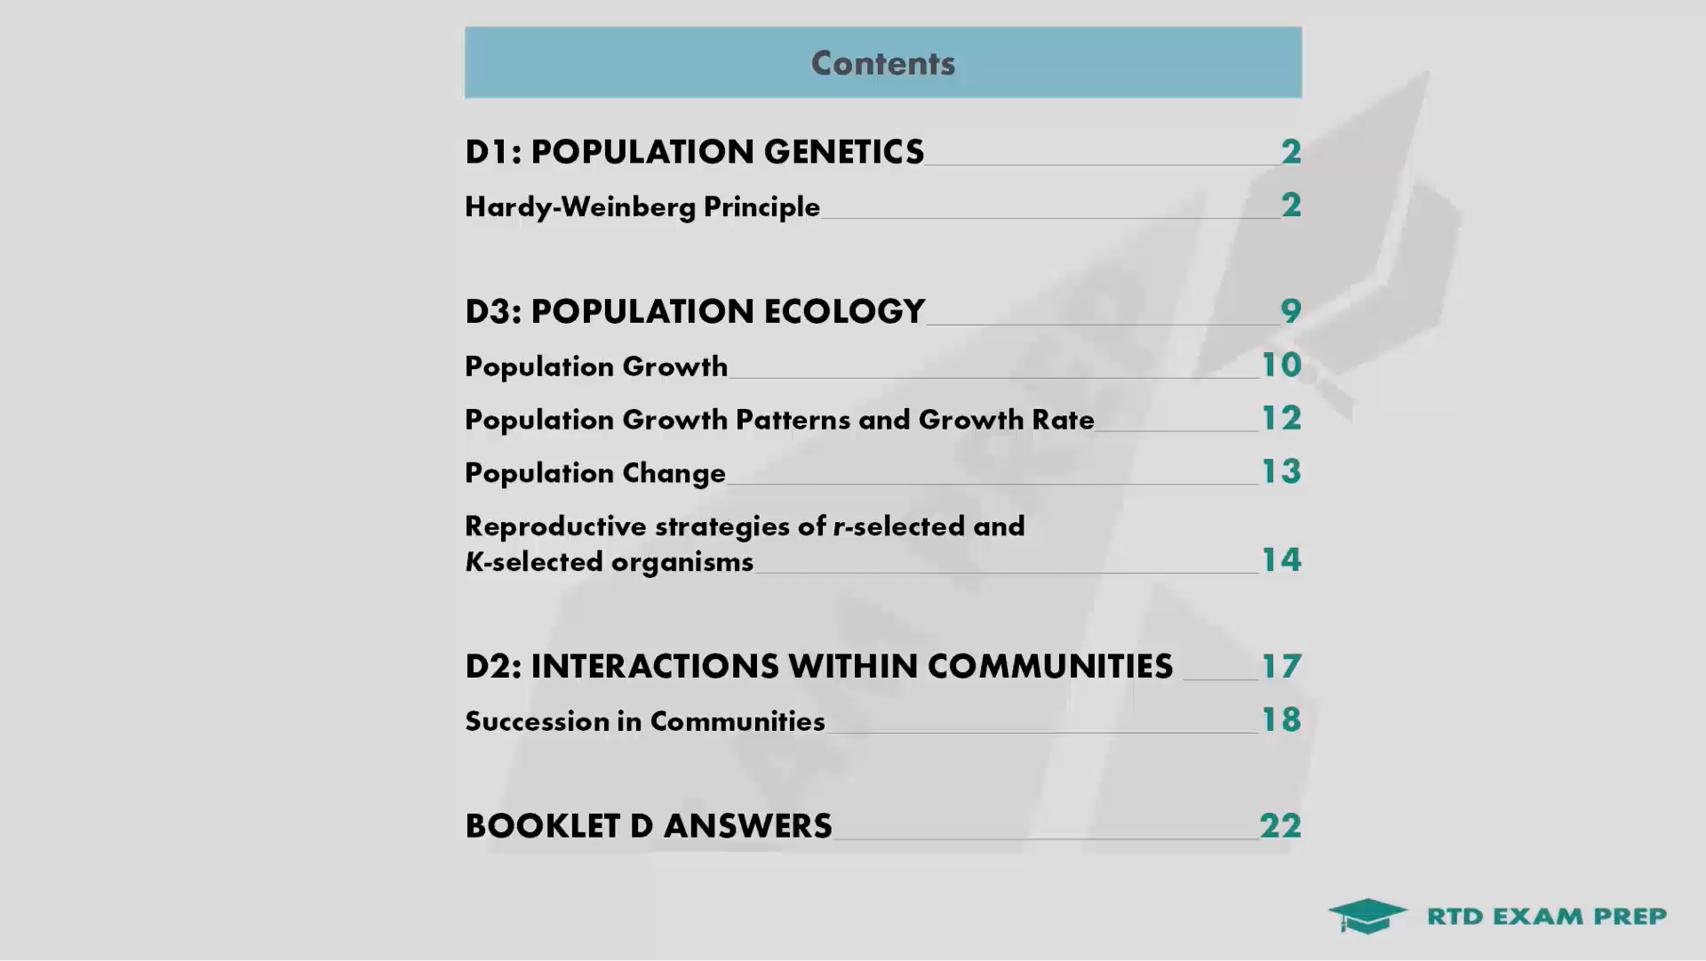 Contents
D1: POPULATION GENETICS 2
Hardy-Weinberg Principle 2
D3: POPULATION ECOLOGY 9
Population Growth 10
Population Growth Patterns and Growth Rate 12
Population Change 13
Reproductive strategies of r-selected and
K-selected organisms 14
D2: INTERACTIONS WITHIN COMMUNITIES 17
Succession in Communities 18
BOOKLET D ANSWERS 22
RTD EXAM PREP